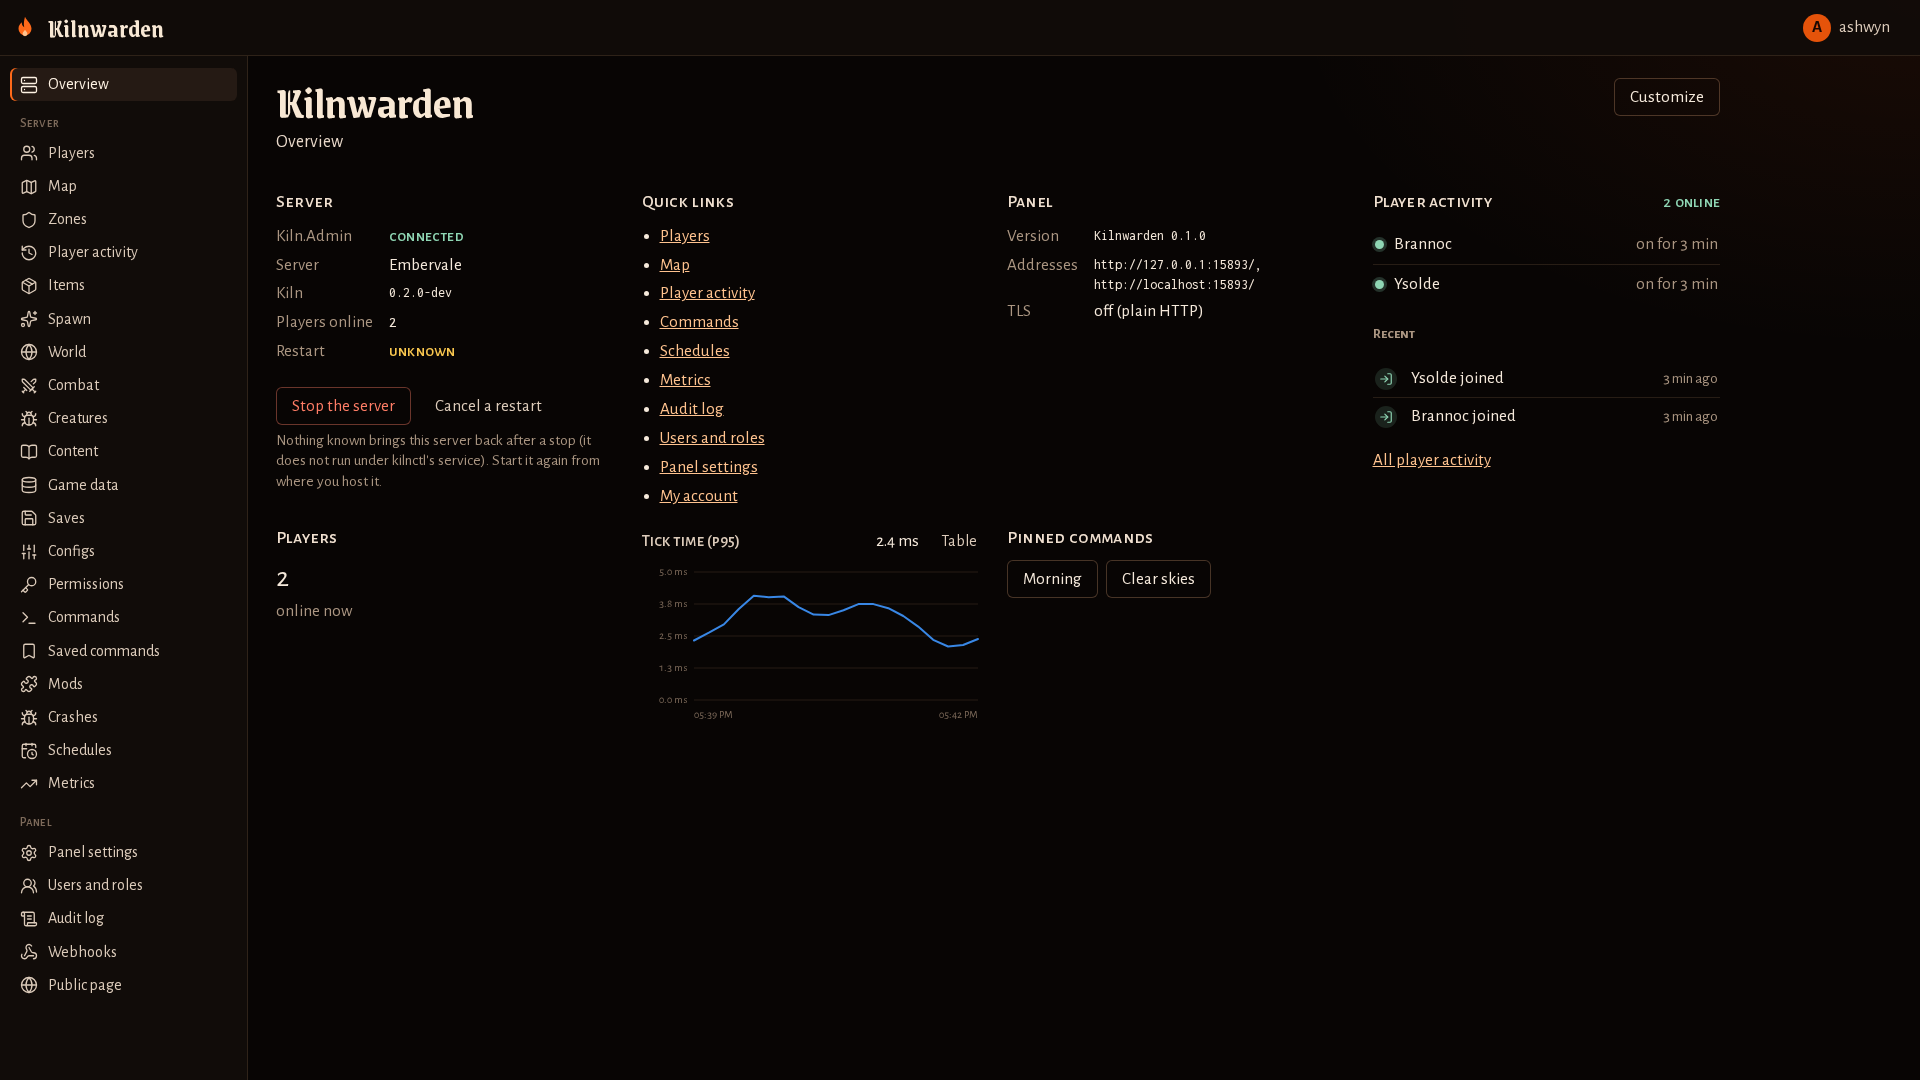 Kilnwarden
A
ashwyn
Overview
Server
Players
Map
Zones
Player activity
Items
Spawn
World
Combat
Creatures
Content
Game data
Saves
Configs
Permissions
Commands
Saved commands
Mods
Crashes
Schedules
Metrics
Panel
Panel settings
Users and roles
Audit log
Webhooks
Public page
Kilnwarden
Overview
Customize
Server
Kiln.Admin CONNECTED
Server Embervale
Kiln 0.2.0-dev
Players online 2
Restart UNKNOWN
Stop the server Cancel a restart
Nothing known brings this server back after a stop (it
does not run under kilnctl's service). Start it again from
where you host it.
Quick links
Players
Map
Player activity
Commands
Schedules
Metrics
Audit log
Users and roles
Panel settings
My account
Panel
Version Kilnwarden 0.1.0
Addresses http://127.0.0.1:15893/,
http://localhost:15893/
TLS off (plain HTTP)
Player activity 2 online
Brannoc on for 3 min
Ysolde on for 3 min
Recent
Ysolde joined 3 min ago
Brannoc joined 3 min ago
All player activity
Players
2
online now
Tick time (p95) 2.4 ms Table
5.0 ms
3.8 ms
2.5 ms
1.3 ms
0.0 ms
05:39 PM 05:42 PM
Pinned commands
Morning Clear skies